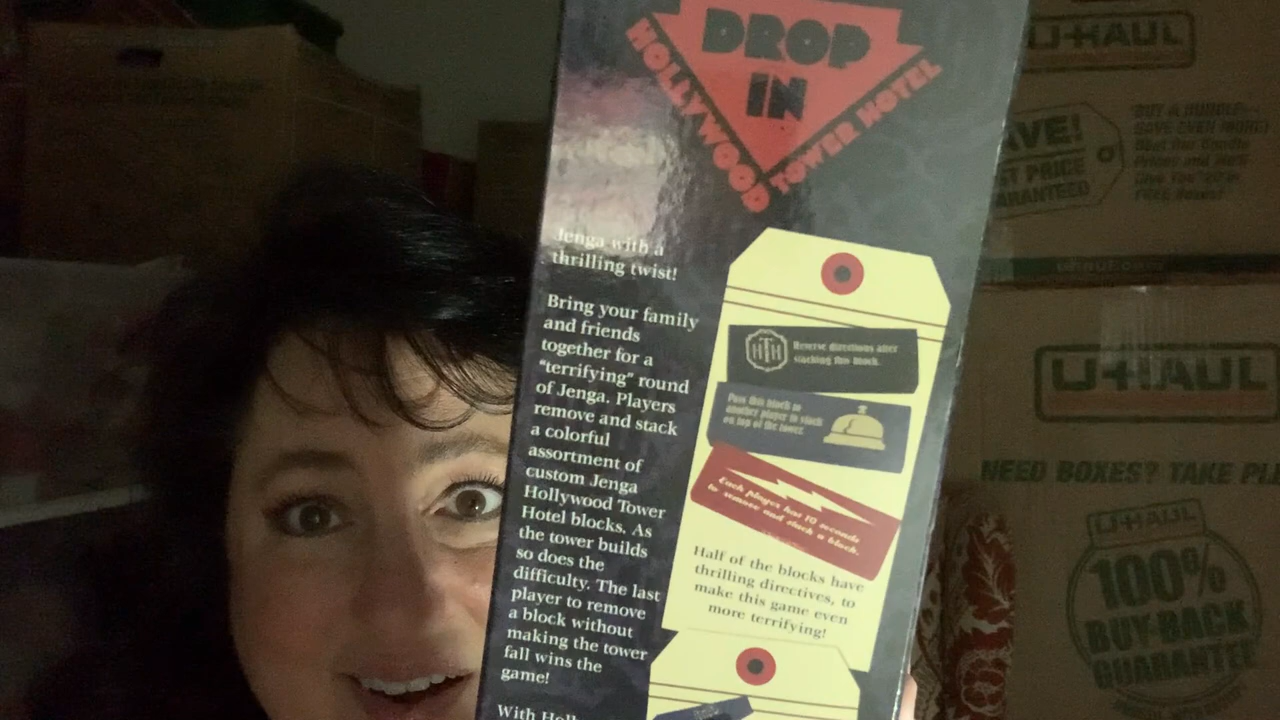 DROP
IN
HOLLYWOOD
TOWER HOTEL
Jenga with a
thrilling twist!
Bring your family
and friends
together for a
"terrifying" round
of Jenga. Players
remove and stack
a colorful
assortment of
custom Jenga
Hollywood Tower
Hotel blocks. As
the tower builds
so does the
difficulty. The last
player to remove
a block without
making the tower
fall wins the
game!
HTH
Reverse directions after
stacking this block.
Pass this block to
another player to stack
on top of the tower.
Each player has 10 seconds
to remove and stack a block.
Half of the blocks have
thrilling directives, to
make this game even
more terrifying!
U-HAUL
PRICE
U-HAUL
NEED BOXES? TAKE
U-HAUL
100%
BUY-BACK
GUARANTEE